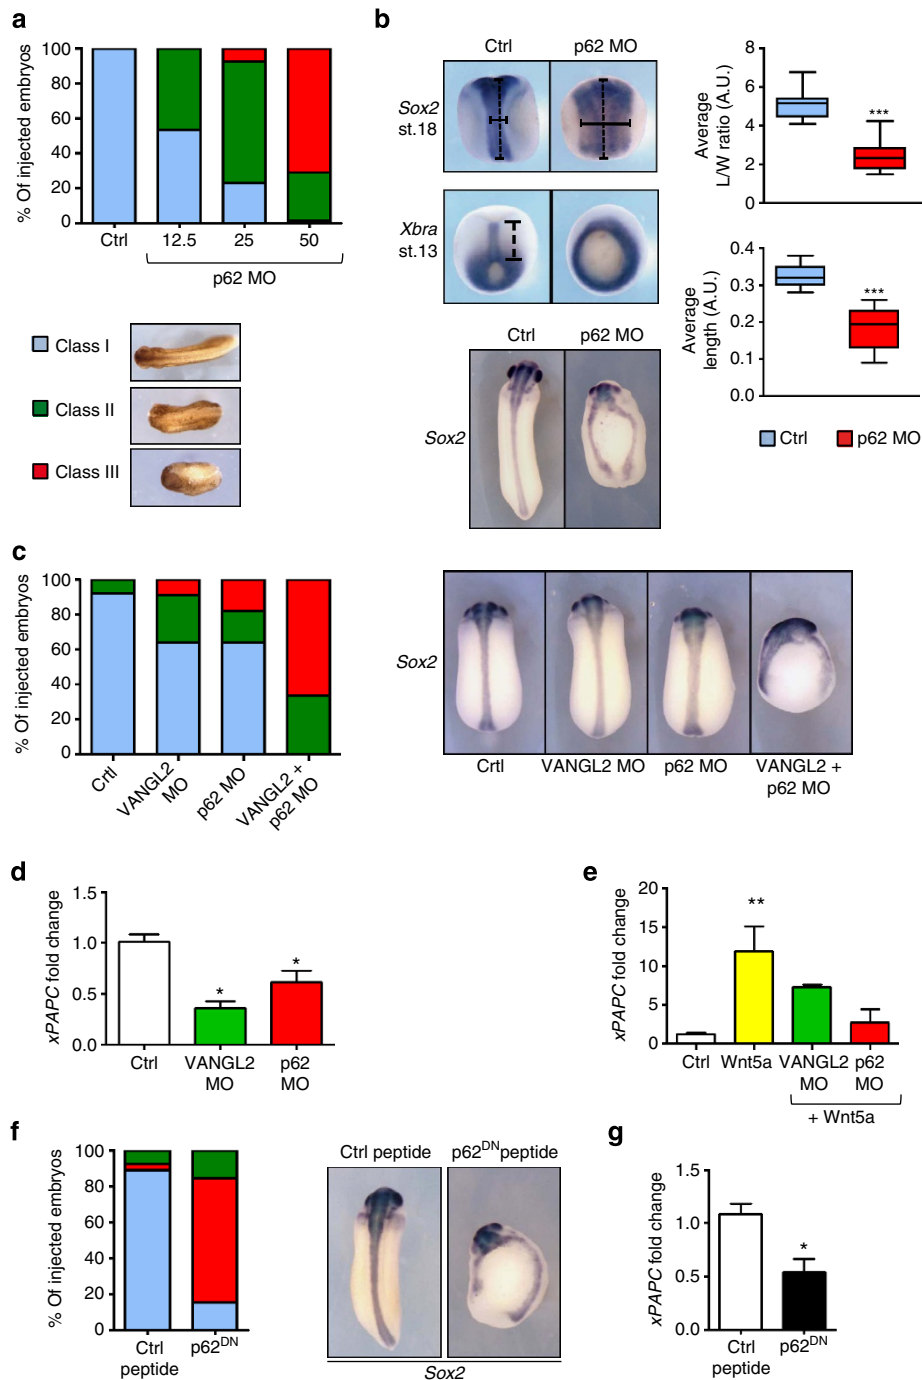 a
100
80
60
40
20
0
% Of injected embryos
Ctrl 12.5 25 50
p62 MO
Class I
Class II
Class III
b
Ctrl p62 MO
Sox2
st.18
Xbra
st.13
Ctrl p62 MO
Sox2
8
6
4
2
0
Average
L/W ratio (A.U.)
***
0.4
0.3
0.2
0.1
0.0
Average
length (A.U.)
***
Ctrl p62 MO
c
100
80
60
40
20
0
% Of injected embryos
Crtl
VANGL2
MO
p62 MO
VANGL2 +
p62 MO
Sox2
Crtl VANGL2 MO p62 MO VANGL2 +
p62 MO
d
1.5
1.0
0.5
0.0
xPAPC fold change
* *
Ctrl VANGL2
MO
p62
MO
e
20
15
10
5
0
xPAPC fold change
**
Ctrl Wnt5a VANGL2
MO
p62
MO
+ Wnt5a
f
100
80
60
40
20
0
% Of injected embryos
Ctrl
peptide
p62DN
Ctrl peptide p62DN peptide
Sox2
g
1.5
1.0
0.5
0.0
xPAPC fold change
*
Ctrl
peptide
p62DN